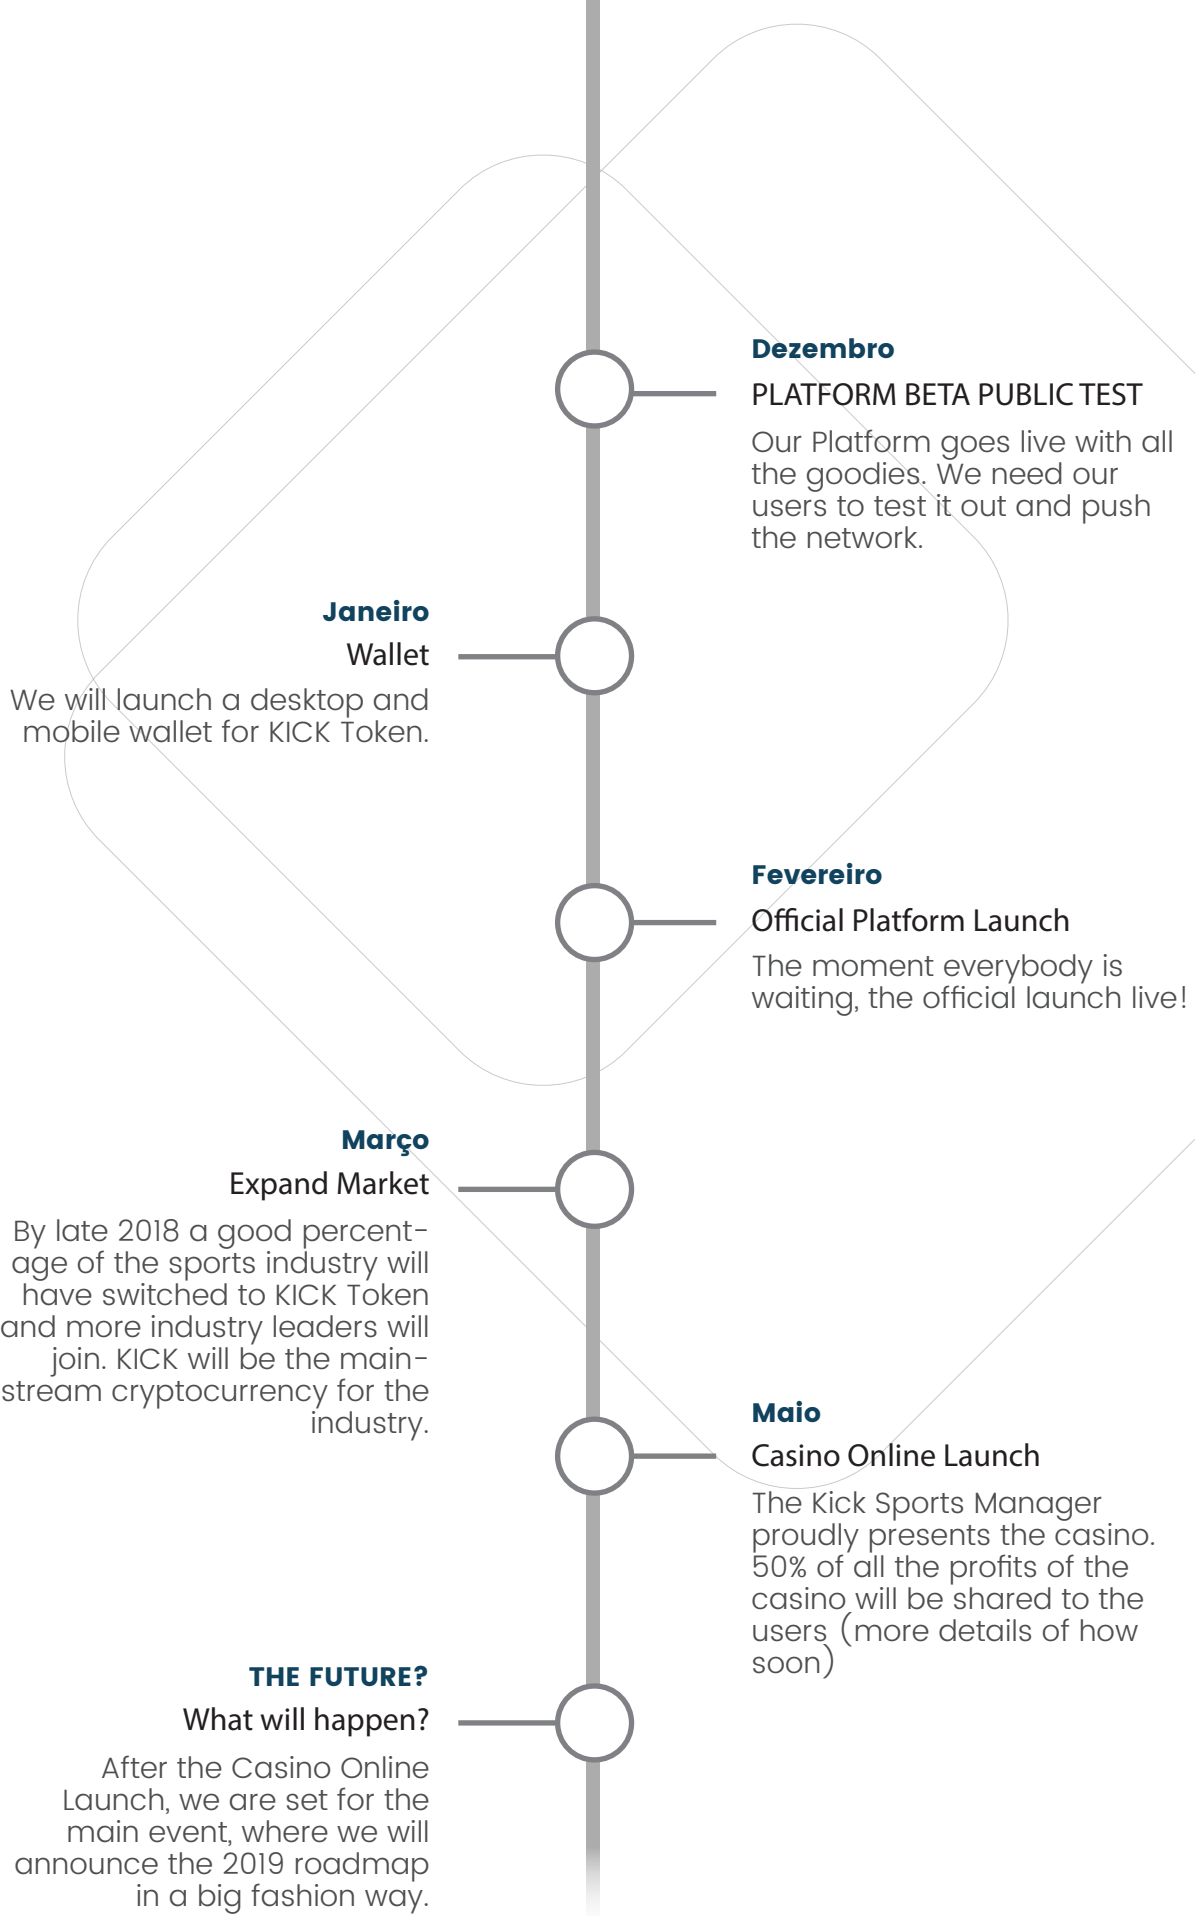 Dezembro
PLATFORM BETA PUBLIC TEST
Our Platform goes live with all
the goodies. We need our
users to test it out and push
the network.
Janeiro
Wallet
We will launch a desktop and
mobile wallet for KICK Token.
Fevereiro
Official Platform Launch
The moment everybody is
waiting, the official launch live!
Março
Expand Market
By late 2018 a good percent-
age of the sports industry will
have switched to KICK Token
and more industry leaders will
join. KICK will be the main-
stream cryptocurrency for the
industry.
Maio
Casino Online Launch
The Kick Sports Manager
proudly presents the casino.
50% of all the profits of the
casino will be shared to the
users (more details of how
soon)
THE FUTURE?
What will happen?
After the Casino Online
Launch, we are set for the
main event, where we will
announce the 2019 roadmap
in a big fashion way.